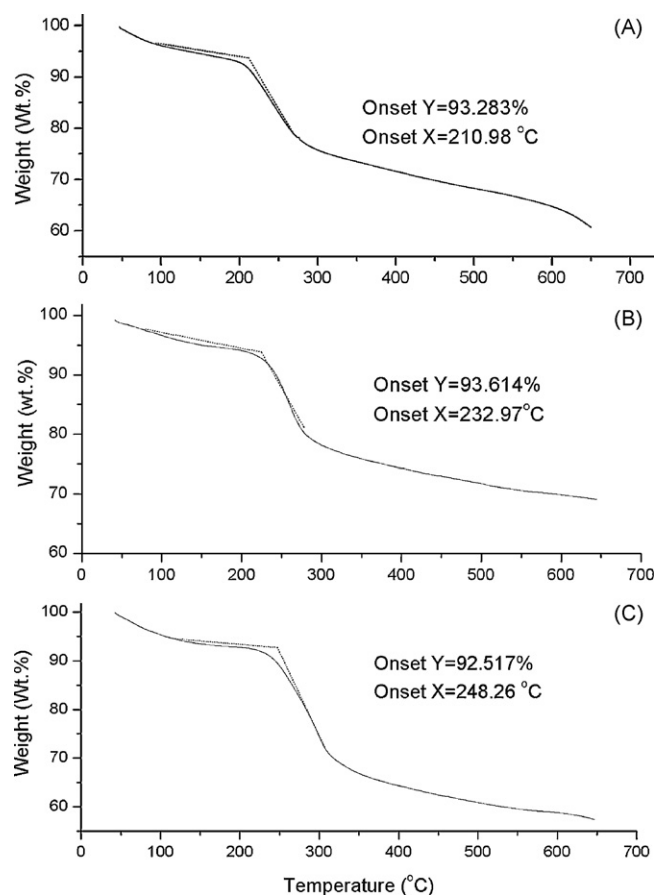 (A)
100
90
80
70
60
Weight (Wt.%)
Onset Y=93.283%
Onset X=210.98 °C
0 100 200 300 400 500 600 700
(B)
100
90
80
70
60
Weight (wt.%)
Onset Y=93.614%
Onset X=232.97°C
0 100 200 300 400 500 600 700
(C)
100
90
80
70
60
Weight (Wt.%)
Onset Y=92.517%
Onset X=248.26 °C
0 100 200 300 400 500 600 700
Temperature (°C)